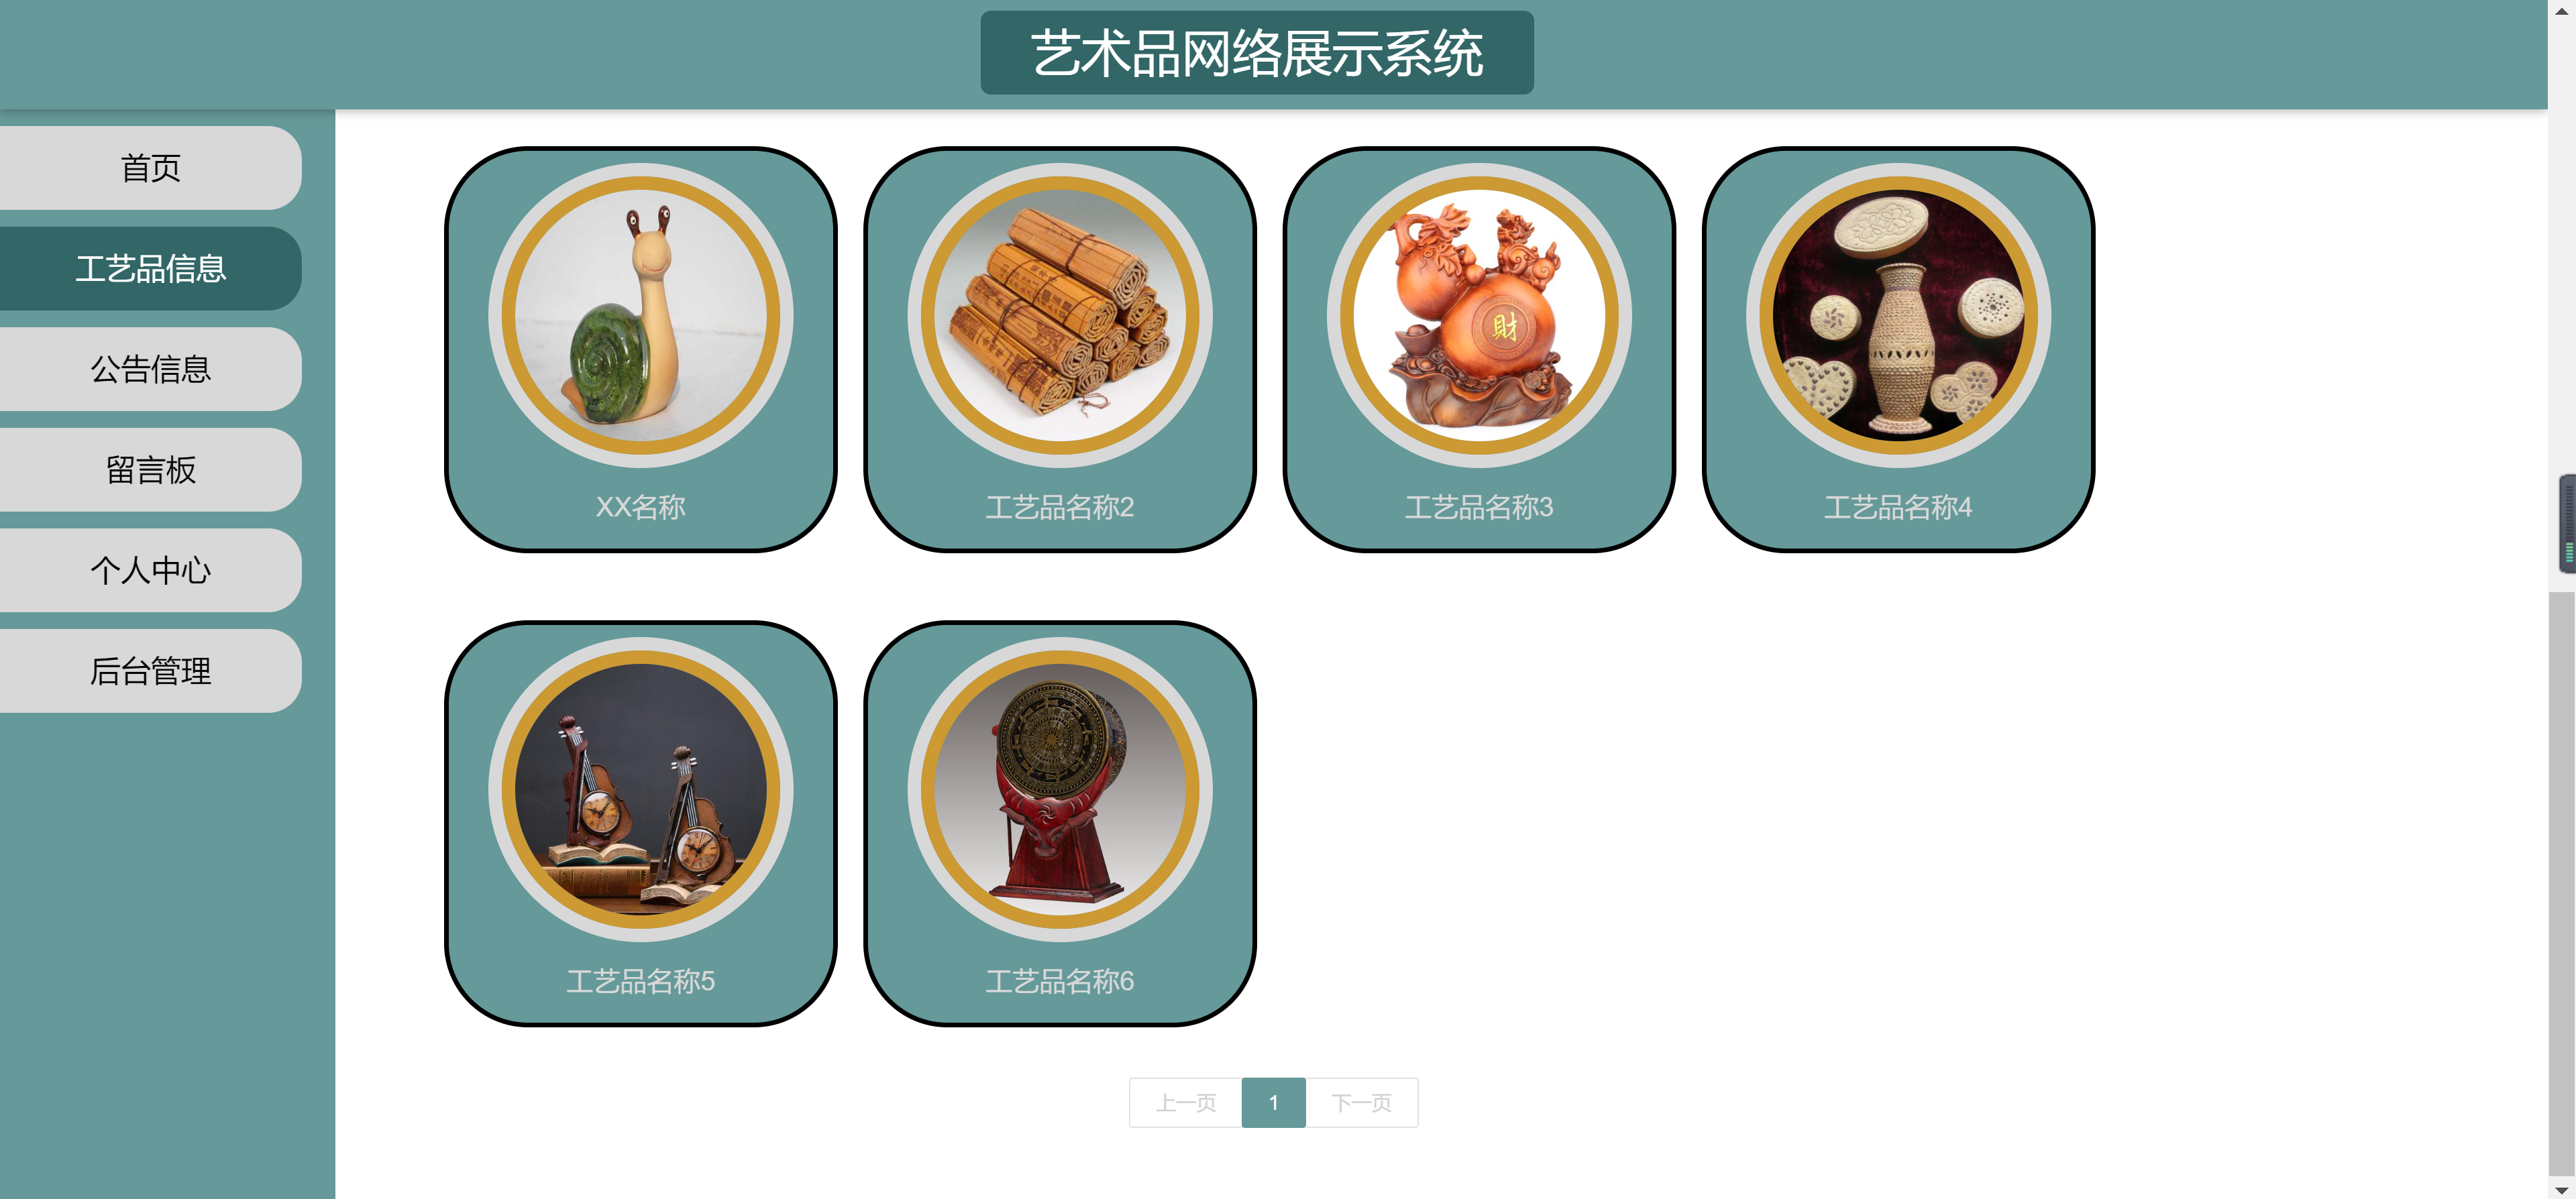 艺术品网络展示系统
首页
工艺品信息
公告信息
留言板
个人中心
后台管理
XX名称
工艺品名称2
財
工艺品名称3
工艺品名称4
工艺品名称5
工艺品名称6
上一页 1 下一页